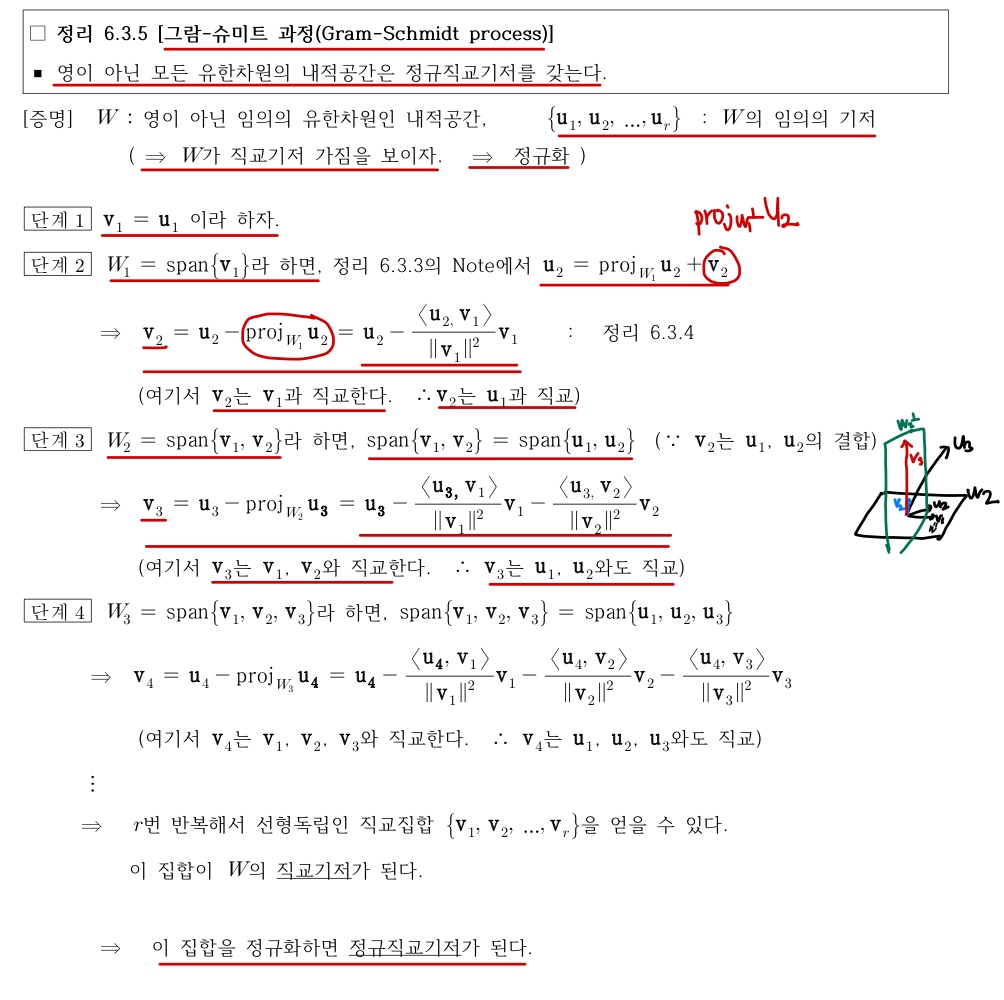 □ 정리 6.3.5 [그람-슈미트 과정(Gram-Schmidt process)]
▪ 영이 아닌 모든 유한차원의 내적공간은 정규직교기저를 갖는다.
[증명] W : 영이 아닌 임의의 유한차원인 내적공간, {u₁, u₂, ..., uᵣ} : W의 임의의 기저
( ⇒ W가 직교기저 가짐을 보이자. ⇒ 정규화 )
단계 1 v₁ = u₁ 이라 하자.
proj_{W₁^⊥} u₂
단계 2 W₁ = span{v₁}라 하면, 정리 6.3.3의 Note에서 u₂ = proj_{W₁} u₂ + v₂
⇒ v₂ = u₂ − proj_{W₁} u₂ = u₂ − ⟨u₂, v₁⟩/‖v₁‖² v₁ : 정리 6.3.4
(여기서 v₂는 v₁과 직교한다. ∴ v₂는 u₁과 직교)
단계 3 W₂ = span{v₁, v₂}라 하면, span{v₁, v₂} = span{u₁, u₂} (∵ v₂는 u₁, u₂의 결합)
W₂^⊥
v₃
u₃
W₂
u₂
v₁
⇒ v₃ = u₃ − proj_{W₂} u₃ = u₃ − ⟨u₃, v₁⟩/‖v₁‖² v₁ − ⟨u₃, v₂⟩/‖v₂‖² v₂
(여기서 v₃는 v₁, v₂와 직교한다. ∴ v₃는 u₁, u₂와도 직교)
단계 4 W₃ = span{v₁, v₂, v₃}라 하면, span{v₁, v₂, v₃} = span{u₁, u₂, u₃}
⇒ v₄ = u₄ − proj_{W₃} u₄ = u₄ − ⟨u₄, v₁⟩/‖v₁‖² v₁ − ⟨u₄, v₂⟩/‖v₂‖² v₂ − ⟨u₄, v₃⟩/‖v₃‖² v₃
(여기서 v₄는 v₁, v₂, v₃와 직교한다. ∴ v₄는 u₁, u₂, u₃와도 직교)
⋮
⇒ r번 반복해서 선형독립인 직교집합 {v₁, v₂, ..., vᵣ}을 얻을 수 있다.
이 집합이 W의 직교기저가 된다.
⇒ 이 집합을 정규화하면 정규직교기저가 된다.